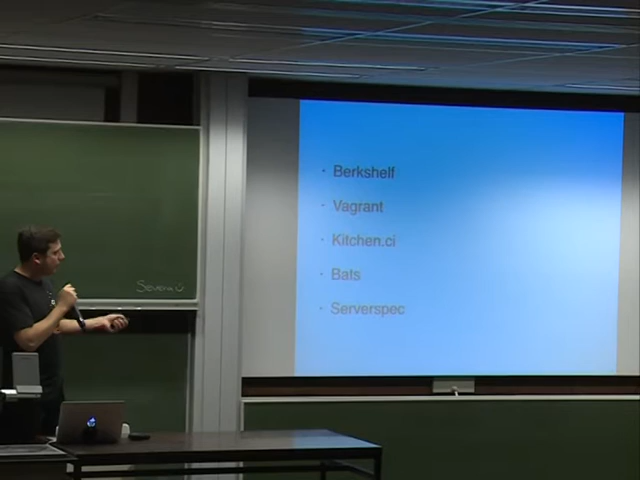 · Berkshelf
· Vagrant
· Kitchen.ci
· Bats
· Serverspec